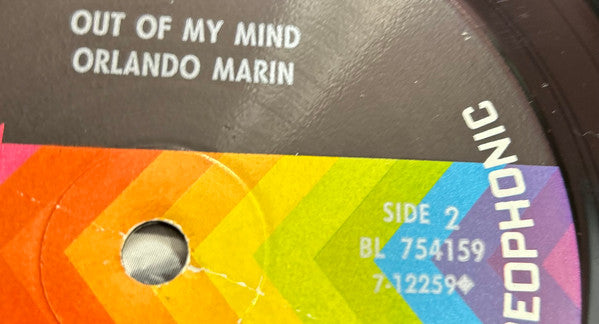 OUT OF MY MIND
ORLANDO MARIN
SIDE 2
BL 754159
7-12259
EOPHONIC